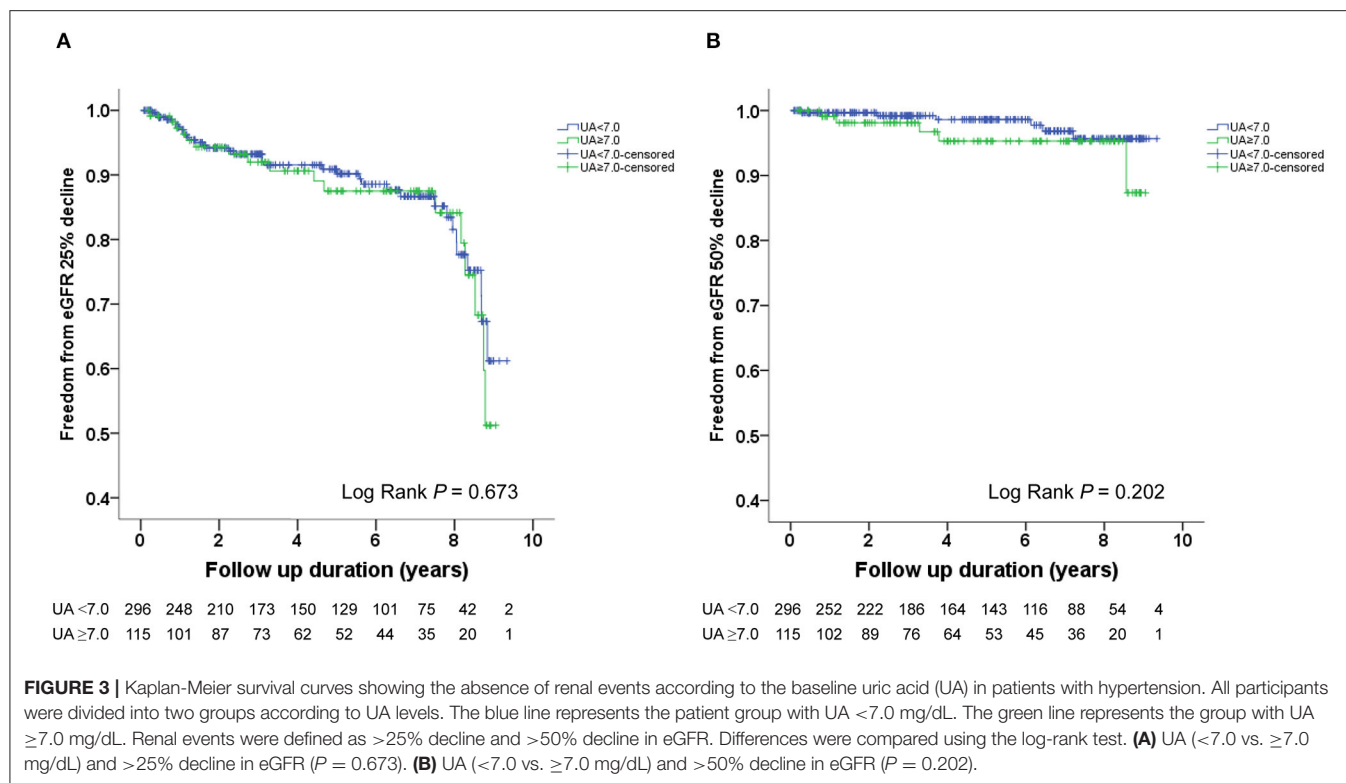 A
Freedom from eGFR 25% decline
1.0
0.9
0.8
0.7
0.6
0.5
0.4
UA<7.0
UA≥7.0
UA<7.0-censored
UA≥7.0-censored
Log Rank P = 0.673
0 2 4 6 8 10
Follow up duration (years)
UA <7.0 296 248 210 173 150 129 101 75 42 2
UA ≥7.0 115 101 87 73 62 52 44 35 20 1
B
Freedom from eGFR 50% decline
1.0
0.9
0.8
0.7
0.6
0.5
0.4
UA<7.0
UA≥7.0
UA<7.0-censored
UA≥7.0-censored
Log Rank P = 0.202
0 2 4 6 8 10
Follow up duration (years)
UA <7.0 296 252 222 186 164 143 116 88 54 4
UA ≥7.0 115 102 89 76 64 53 45 36 20 1
FIGURE 3 | Kaplan-Meier survival curves showing the absence of renal events according to the baseline uric acid (UA) in patients with hypertension. All participants
were divided into two groups according to UA levels. The blue line represents the patient group with UA <7.0 mg/dL. The green line represents the group with UA
≥7.0 mg/dL. Renal events were defined as >25% decline and >50% decline in eGFR. Differences were compared using the log-rank test. (A) UA (<7.0 vs. ≥7.0
mg/dL) and >25% decline in eGFR (P = 0.673). (B) UA (<7.0 vs. ≥7.0 mg/dL) and >50% decline in eGFR (P = 0.202).